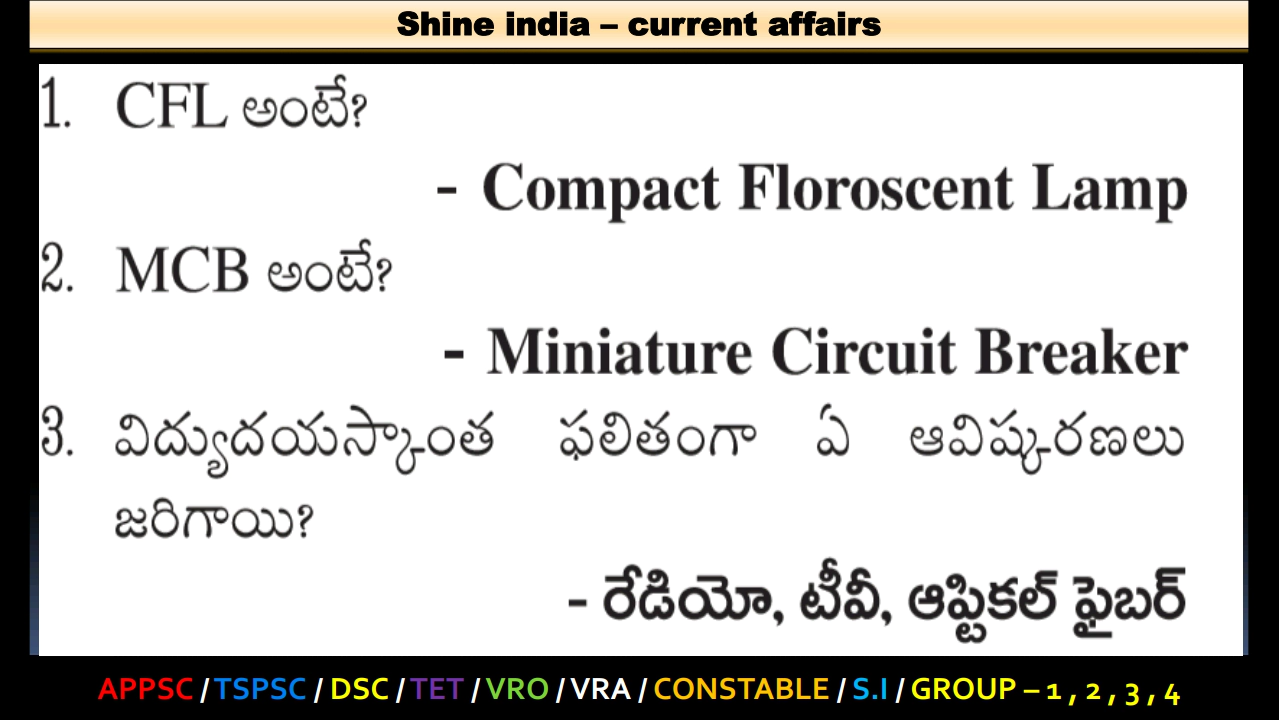 Shine india – current affairs
1. CFL అంటే?
- Compact Floroscent Lamp
2. MCB అంటే?
- Miniature Circuit Breaker
3. విద్యుదయస్కాంత ఫలితంగా ఏ ఆవిష్కరణలు
జరిగాయి?
- రేడియో, టీవీ, ఆప్టికల్ ఫైబర్
APPSC / TSPSC / DSC / TET / VRO / VRA / CONSTABLE / S.I / GROUP – 1 , 2 , 3 , 4